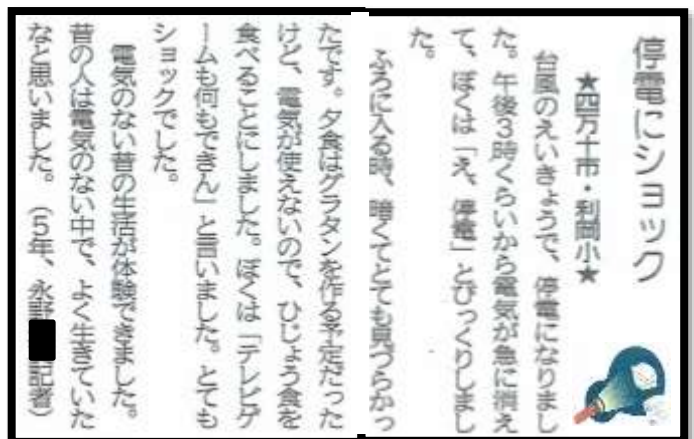 停電にショック
★四万十市・利岡小★
台風のえいきょうで、停電になりまし
た。午後3時くらいから電気が急に消え
て、ぼくは「え、停電」とびっくりしまし
た。
ふろに入る時、暗くてとても見づらかっ
たです。夕食はグラタンを作る予定だった
けど、電気が使えないので、ひじょう食を
食べることにしました。ぼくは「テレビゲ
ームも何もできん」と言いました。とても
ショックでした。
電気のない昔の生活が体験できました。
昔の人は電気のない中で、よく生きていた
なと思いました。（5年、永野記者）